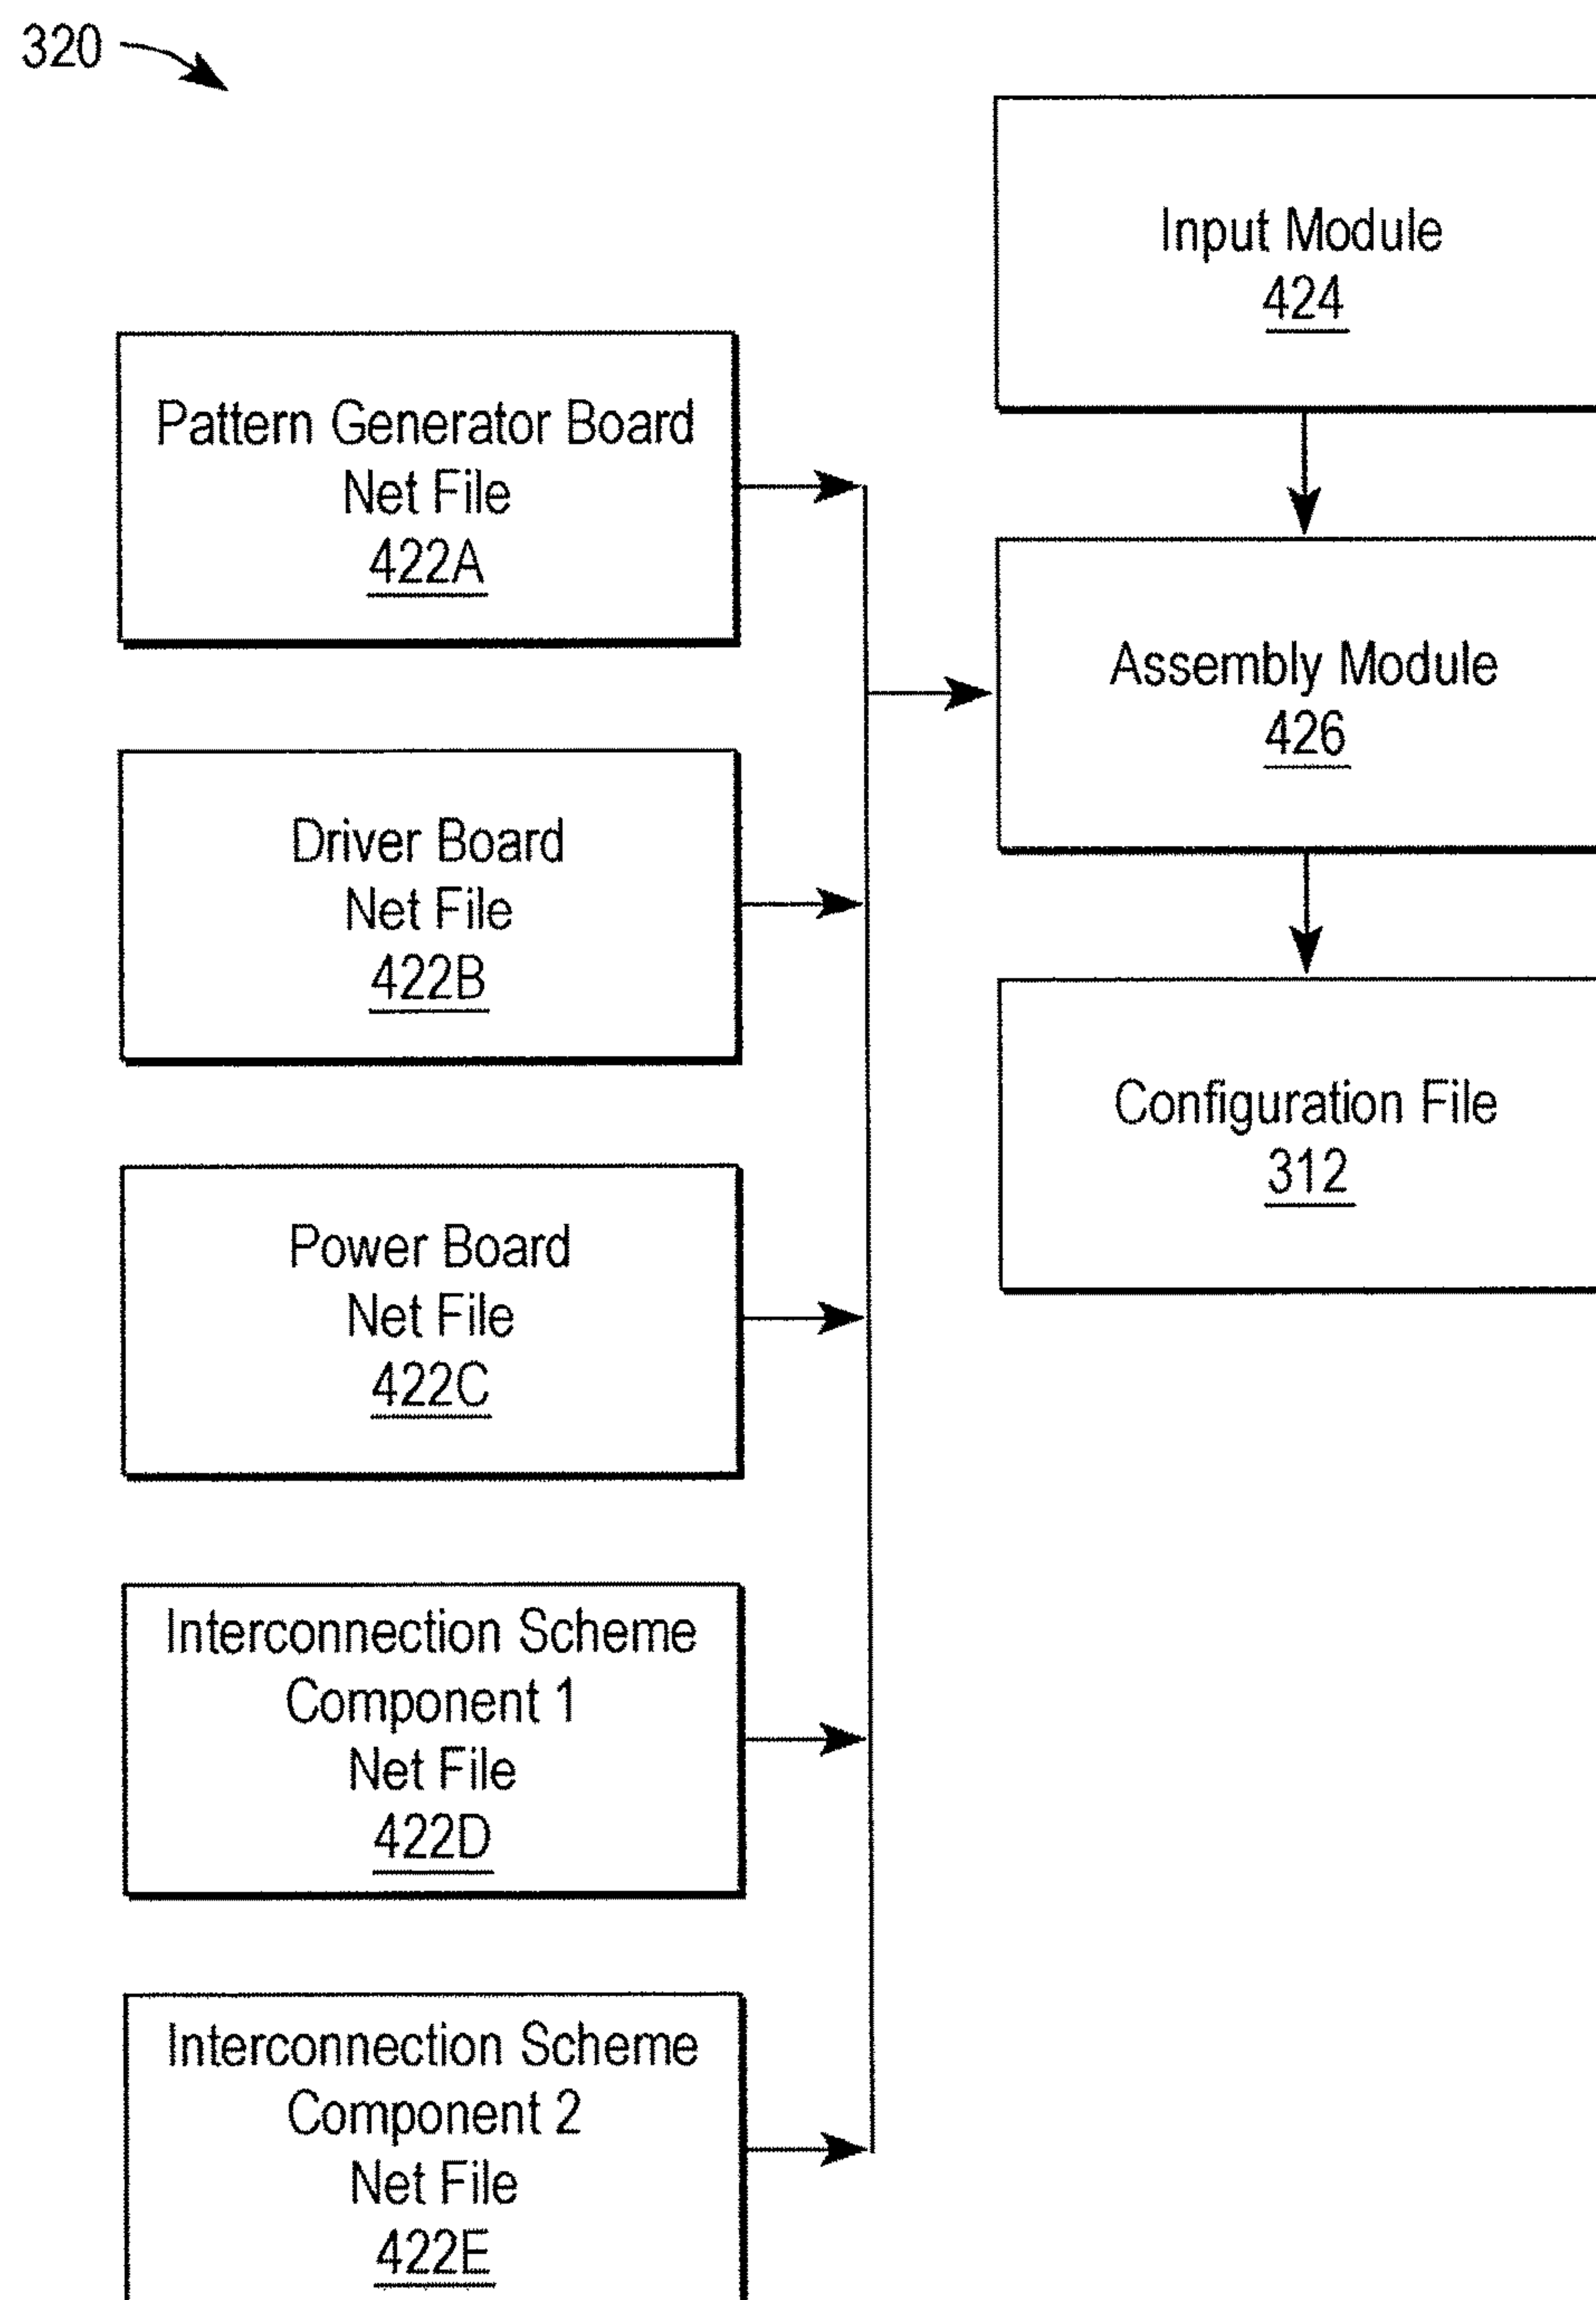 320
Input Module
424
Pattern Generator Board
Net File
422A
Assembly Module
426
Driver Board
Net File
422B
Configuration File
312
Power Board
Net File
422C
Interconnection Scheme
Component 1
Net File
422D
Interconnection Scheme
Component 2
Net File
422E